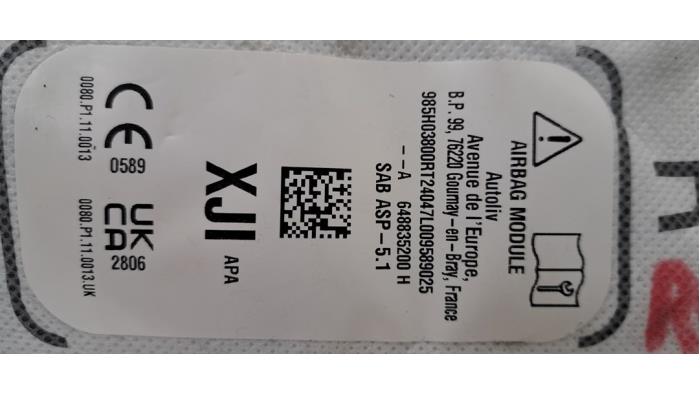 AIRBAG MODULE
Autoliv
Avenue de l'Europe,
B.P. 99, 76220 Gournay-en-Bray, France
985H03800RT24047L009589025
--A 648835200 H
SAB ASP-5.1
XJI
APA
CE
0589
0080.P1.11.0013
UK
CA
2806
0080.P1.11.0013.UK
R